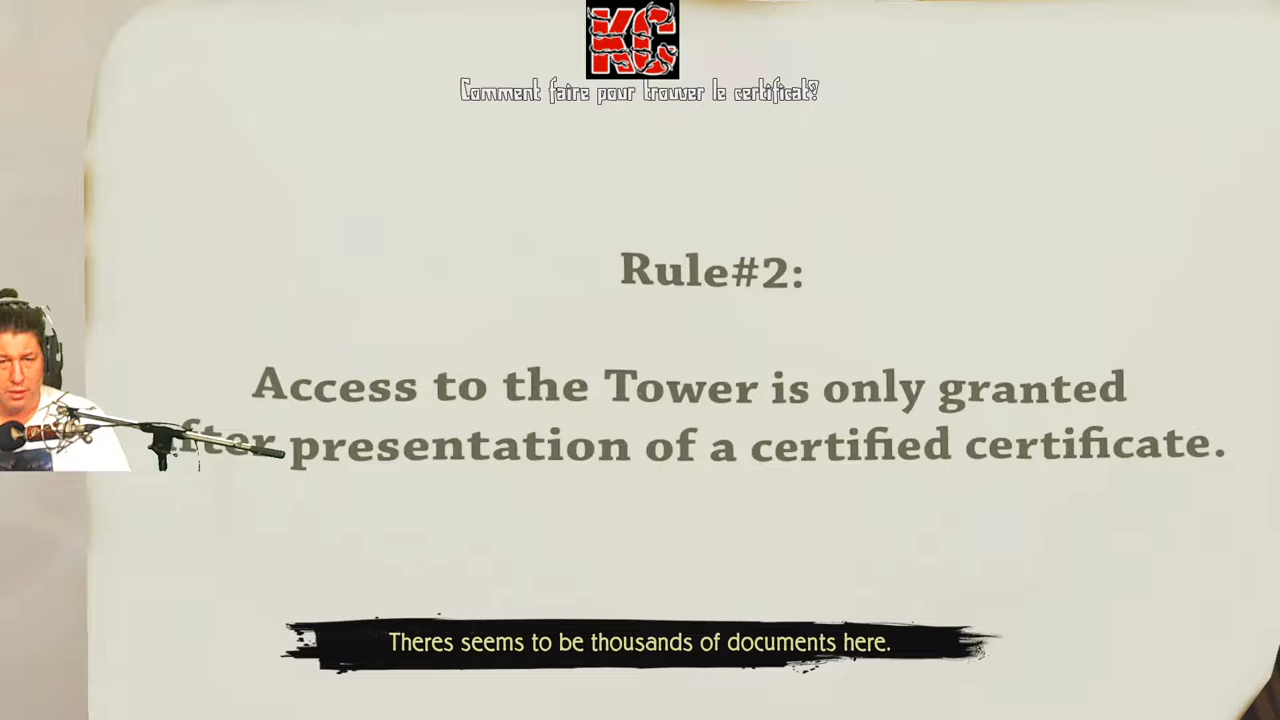 KC
Comment faire pour trouver le certificat?
Rule#2:
Access to the Tower is only granted
after presentation of a certified certificate.
Theres seems to be thousands of documents here.